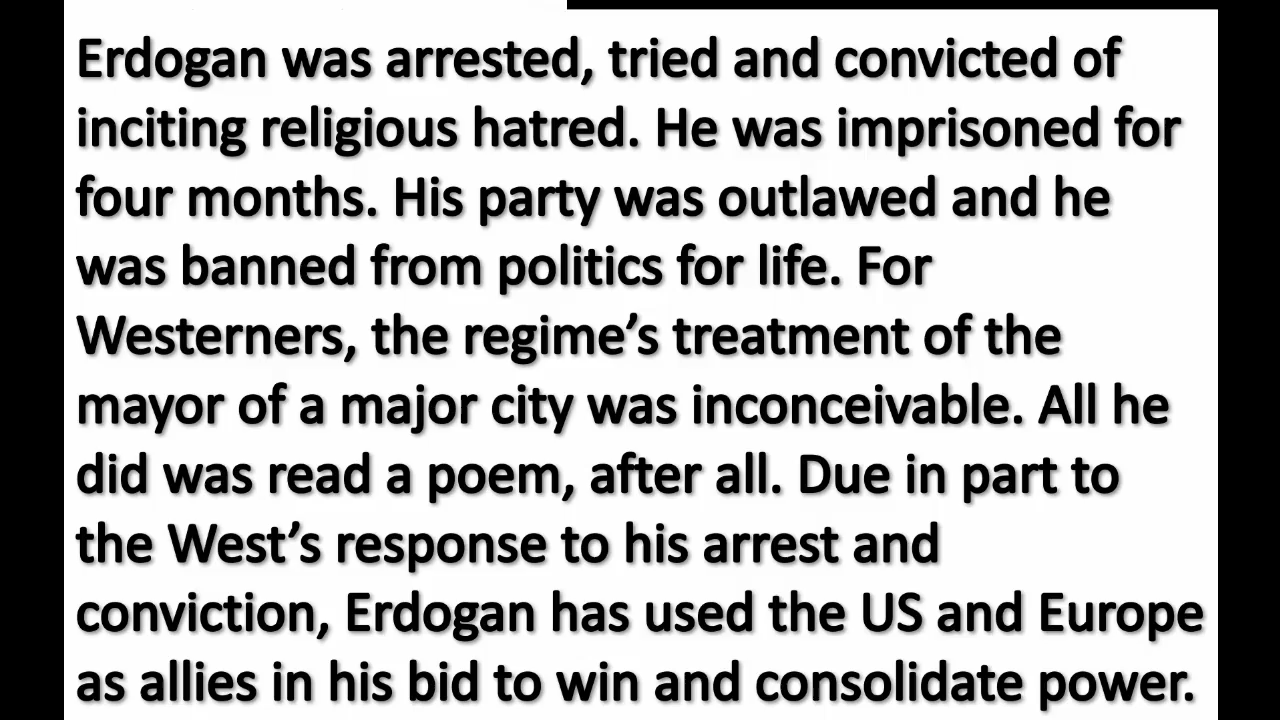 Erdogan was arrested, tried and convicted of
inciting religious hatred. He was imprisoned for
four months. His party was outlawed and he
was banned from politics for life. For
Westerners, the regime’s treatment of the
mayor of a major city was inconceivable. All he
did was read a poem, after all. Due in part to
the West’s response to his arrest and
conviction, Erdogan has used the US and Europe
as allies in his bid to win and consolidate power.